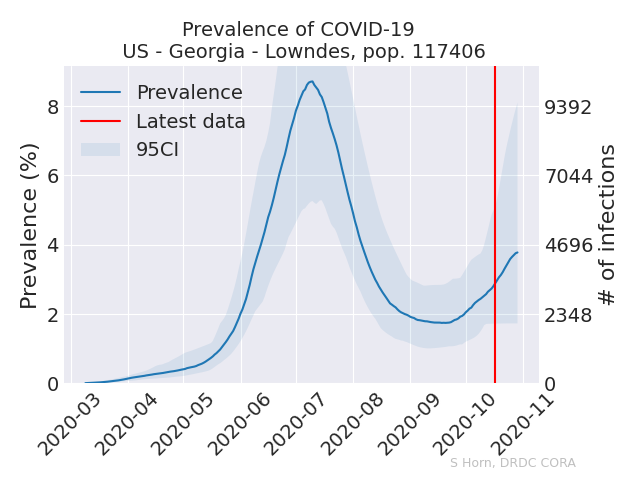 Prevalence of COVID-19
US - Georgia - Lowndes, pop. 117406
Prevalence
Latest data
95CI
Prevalence (%)
8
6
4
2
0
9392
7044
4696
2348
0
# of infections
2020-03
2020-04
2020-05
2020-06
2020-07
2020-08
2020-09
2020-10
2020-11
S Horn, DRDC CORA